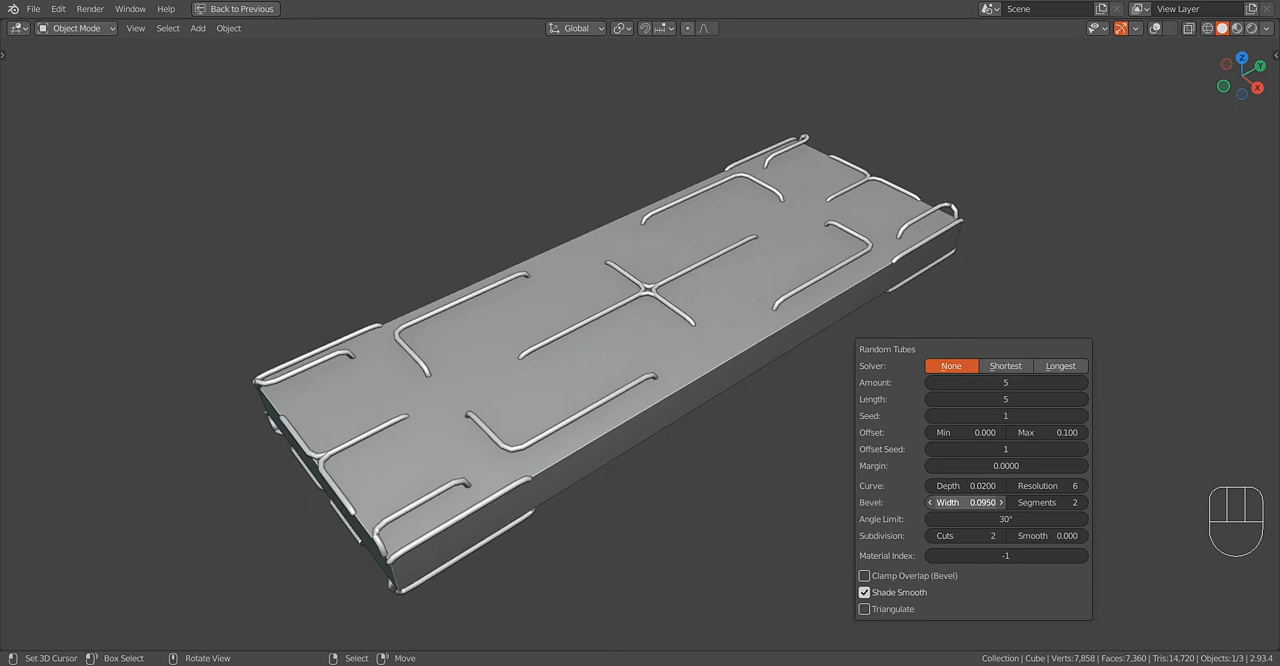 File Edit Render Window Help Back to Previous Scene View Layer
Object Mode View Select Add Object Global
Z
Y
X
Random Tubes
Solver: None Shortest Longest
Amount: 5
Length: 5
Seed: 1
Offset: Min 0.000 Max 0.100
Offset Seed: 1
Margin: 0.0000
Curve: Depth 0.0200 Resolution 6
Bevel: Width 0.0950 Segments 2
Angle Limit: 30°
Subdivision: Cuts 2 Smooth 0.000
Material Index: -1
Clamp Overlap (Bevel)
Shade Smooth
Triangulate
Set 3D Cursor Box Select Rotate View Select Move Collection | Cube | Verts:7,858 | Faces:7,360 | Tris:14,720 | Objects:1/3 | 2.93.4